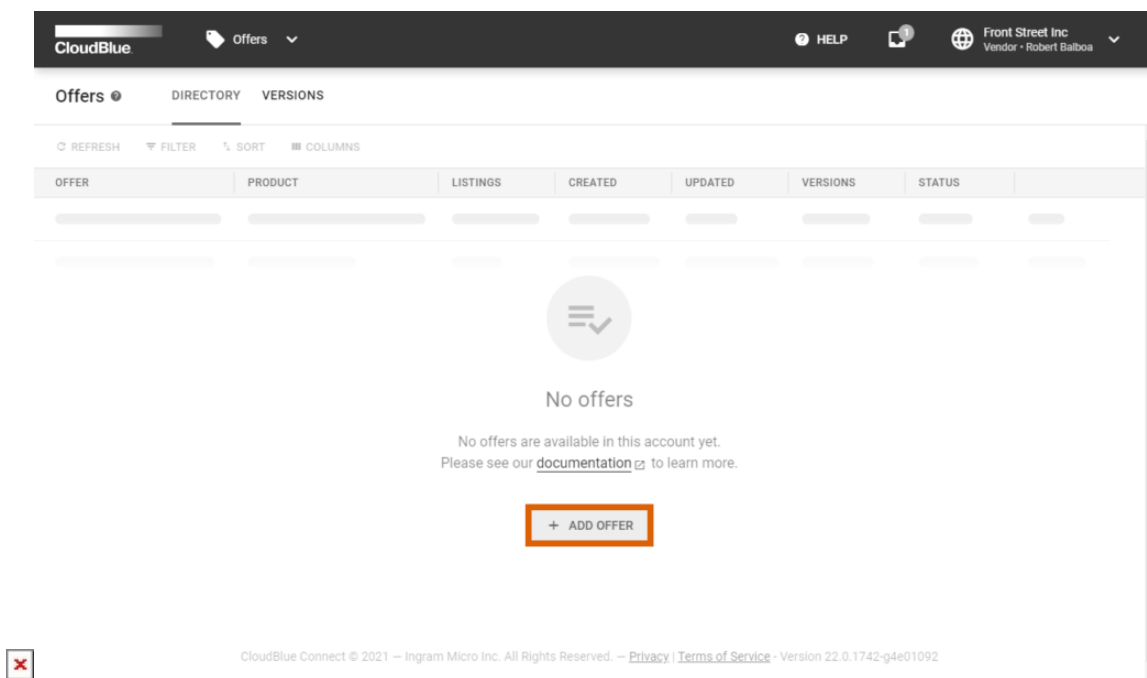 CloudBlue.
Offers
HELP
1
Front Street Inc
Vendor • Robert Balboa
Offers
DIRECTORY VERSIONS
REFRESH FILTER SORT COLUMNS
OFFER PRODUCT LISTINGS CREATED UPDATED VERSIONS STATUS
No offers
No offers are available in this account yet.
Please see our documentation to learn more.
+ ADD OFFER
CloudBlue Connect © 2021 — Ingram Micro Inc. All Rights Reserved. — Privacy | Terms of Service - Version 22.0.1742-g4e01092